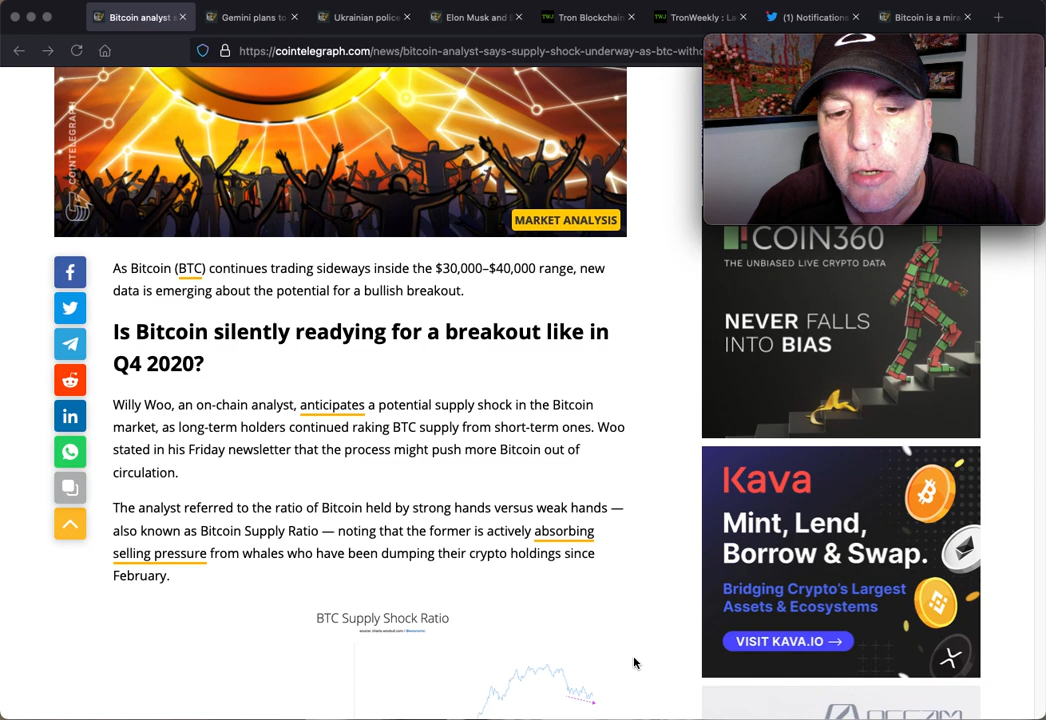 Bitcoin analyst s
Gemini plans to
Ukrainian police
Elon Musk and
Tron Blockchain
TronWeekly : La
(1) Notifications
Bitcoin is a mira
https://cointelegraph.com/news/bitcoin-analyst-says-supply-shock-underway-as-btc-witho
COINTELEGRAPH
MARKET ANALYSIS
As Bitcoin (BTC) continues trading sideways inside the $30,000–$40,000 range, new
data is emerging about the potential for a bullish breakout.
Is Bitcoin silently readying for a breakout like in
Q4 2020?
Willy Woo, an on-chain analyst, anticipates a potential supply shock in the Bitcoin
market, as long-term holders continued raking BTC supply from short-term ones. Woo
stated in his Friday newsletter that the process might push more Bitcoin out of
circulation.
The analyst referred to the ratio of Bitcoin held by strong hands versus weak hands —
also known as Bitcoin Supply Ratio — noting that the former is actively absorbing
selling pressure from whales who have been dumping their crypto holdings since
February.
BTC Supply Shock Ratio
COIN360
THE UNBIASED LIVE CRYPTO DATA
NEVER FALLS
INTO BIAS
Kava
Mint, Lend,
Borrow & Swap.
Bridging Crypto's Largest
Assets & Ecosystems
VISIT KAVA.IO →